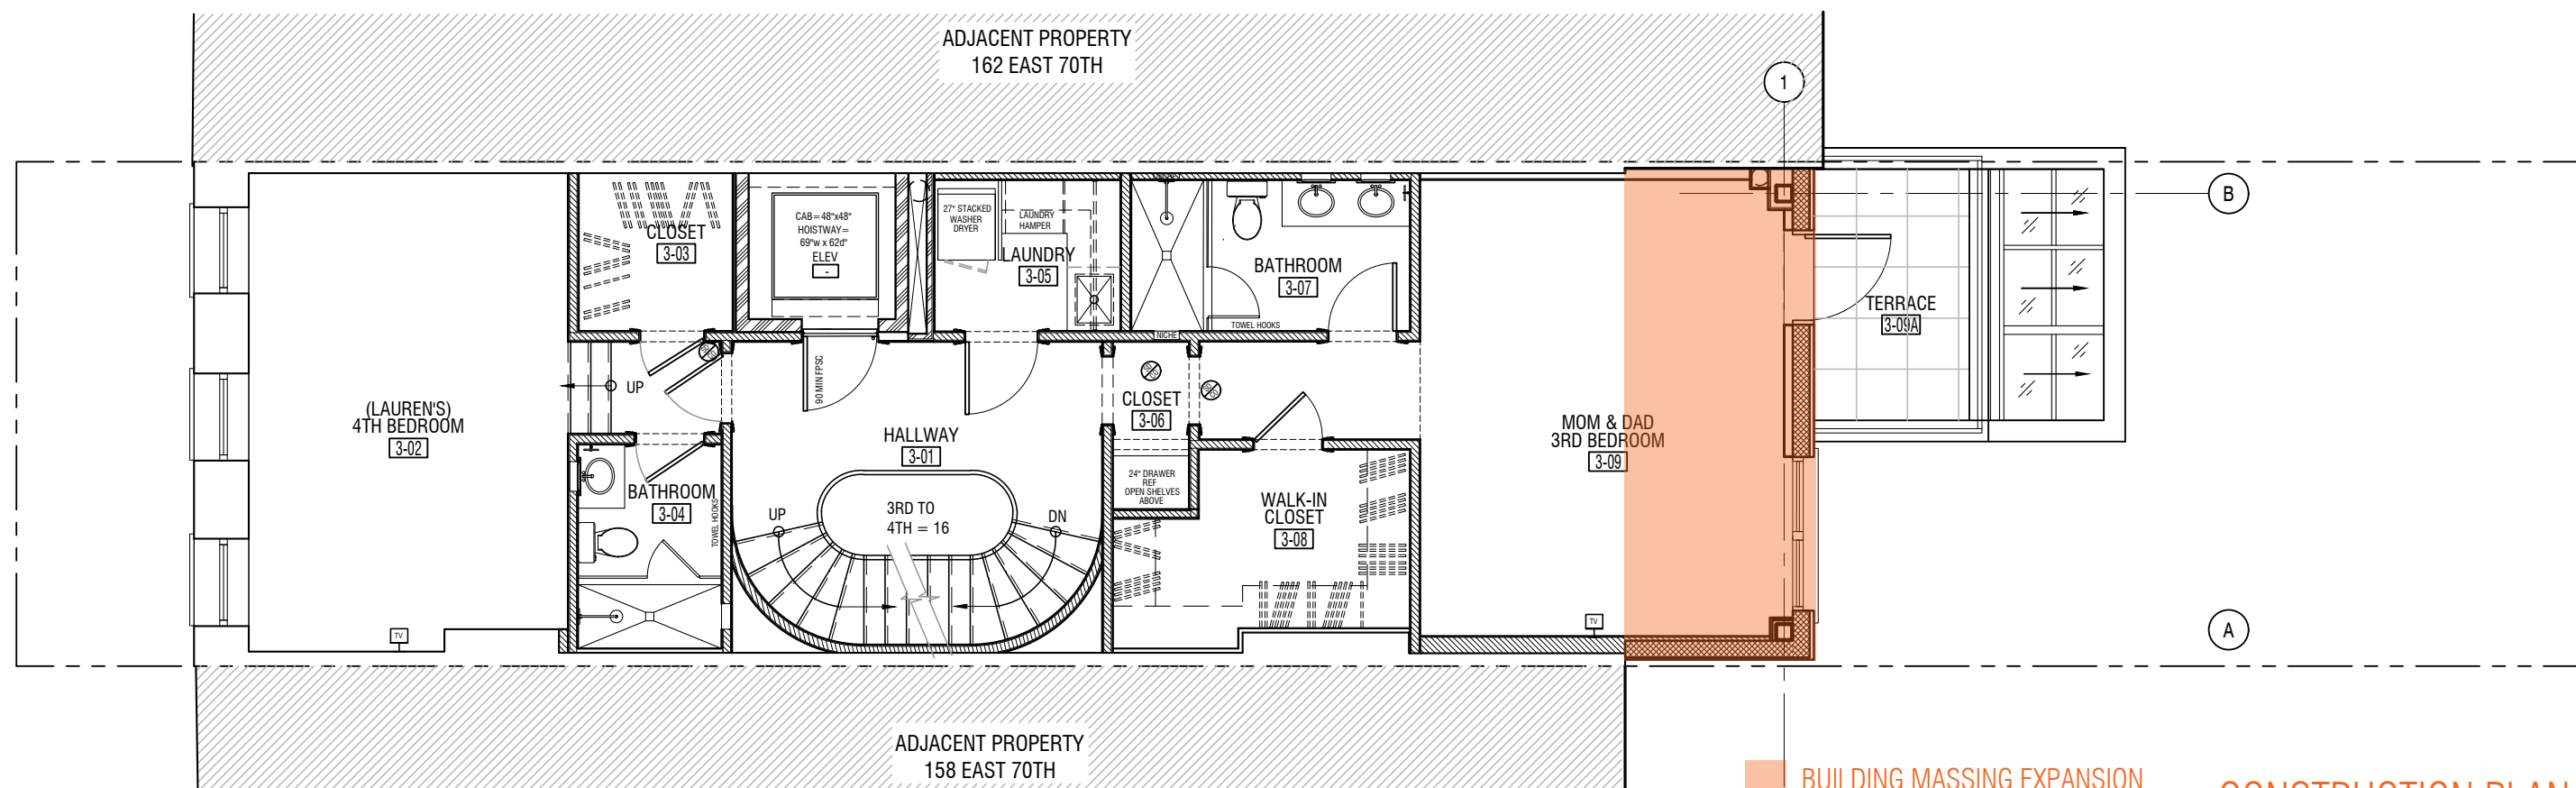 ADJACENT PROPERTY
162 EAST 70TH
1
B
A
CLOSET
3-03
CAB=48"x48"
HOISTWAY=
69"w x 62d"
ELEV
-
27" STACKED
WASHER
DRYER
LAUNDRY
HAMPER
LAUNDRY
3-05
NICHE
BATHROOM
3-07
TOWEL HOOKS
NICHE
TERRACE
3-09A
UP
90 MIN FPSC
(LAUREN'S)
4TH BEDROOM
3-02
HALLWAY
3-01
CLOSET
3-06
MOM & DAD
3RD BEDROOM
3-09
24" DRAWER
REF
OPEN SHELVES
ABOVE
BATHROOM
3-04
TOWEL HOOKS
UP
3RD TO
4TH = 16
DN
WALK-IN
CLOSET
3-08
TV
TV
ADJACENT PROPERTY
158 EAST 70TH
BUILDING MASSING EXPANSION
CONSTRUCTION PLAN